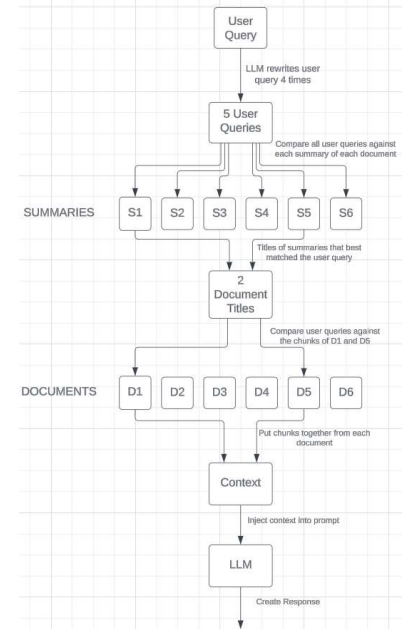 User
Query
LLM rewrites user
query 4 times
5 User
Queries
Compare all user queries against
each summary of each document
SUMMARIES
S1
S2
S3
S4
S5
S6
Titles of summaries that best
matched the user query
2
Document
Titles
Compare user queries against
the chunks of D1 and D5
DOCUMENTS
D1
D2
D3
D4
D5
D6
Put chunks together from each
document
Context
Inject context into prompt
LLM
Create Response